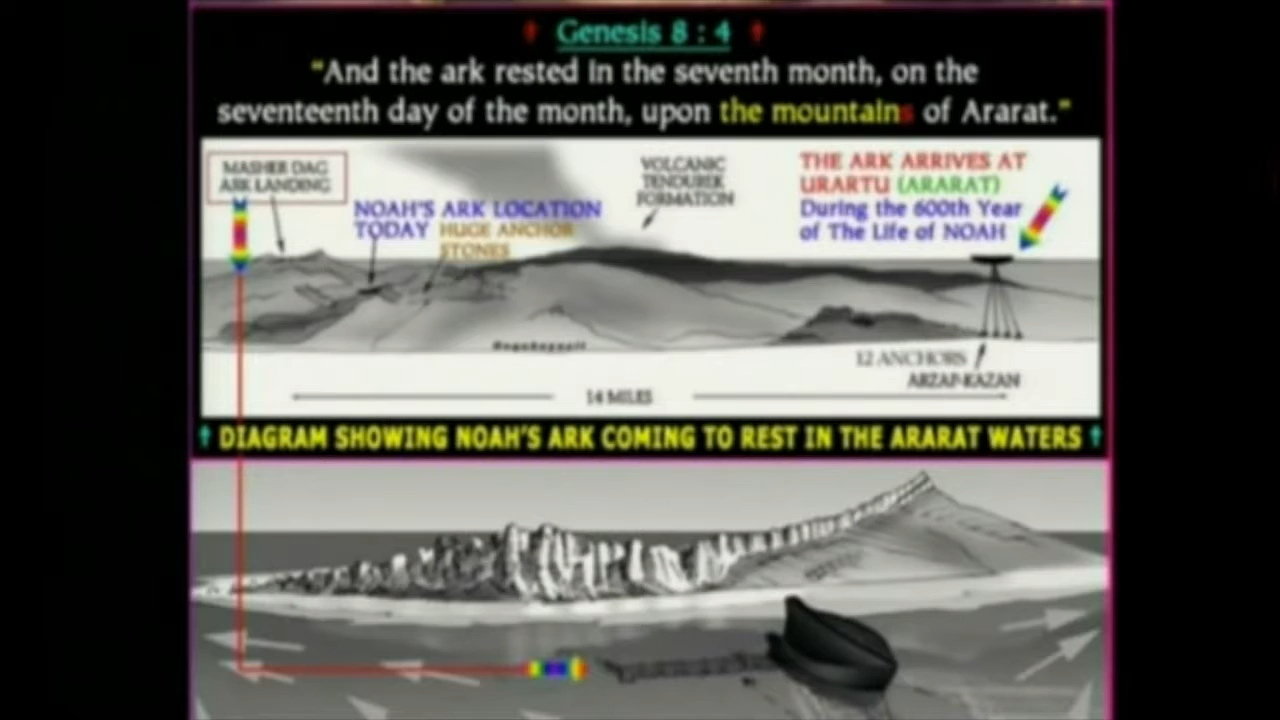 Genesis 8 : 4
"And the ark rested in the seventh month, on the
seventeenth day of the month, upon the mountains of Ararat."
MASHER DAG
ARK LANDING
NOAH'S ARK LOCATION
TODAY
HUGE ANCHOR
STONES
VOLCANIC
TENDUREK
FORMATION
THE ARK ARRIVES AT
URARTU (ARARAT)
During the 600th Year
of The Life of NOAH
12 ANCHORS
ARZAP-KAZAN
14 MILES
DIAGRAM SHOWING NOAH'S ARK COMING TO REST IN THE ARARAT WATERS